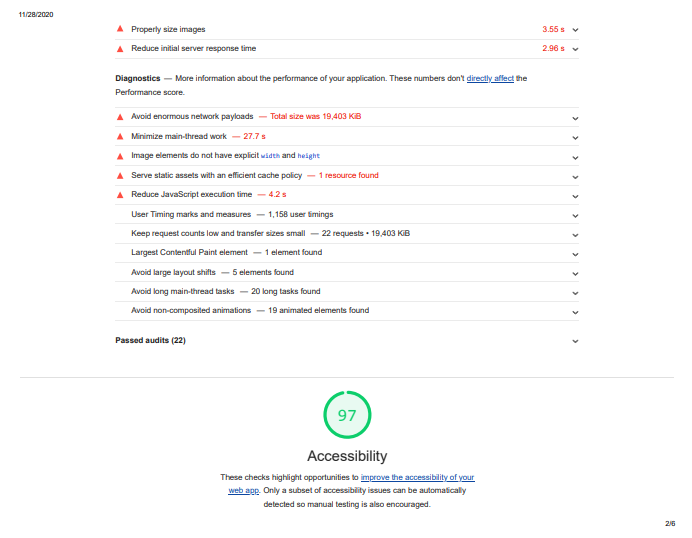 11/28/2020
Properly size images 3.55 s
Reduce initial server response time 2.96 s
Diagnostics — More information about the performance of your application. These numbers don't directly affect the
Performance score.
Avoid enormous network payloads — Total size was 19,403 KiB
Minimize main-thread work — 27.7 s
Image elements do not have explicit width and height
Serve static assets with an efficient cache policy — 1 resource found
Reduce JavaScript execution time — 4.2 s
User Timing marks and measures — 1,158 user timings
Keep request counts low and transfer sizes small — 22 requests • 19,403 KiB
Largest Contentful Paint element — 1 element found
Avoid large layout shifts — 5 elements found
Avoid long main-thread tasks — 20 long tasks found
Avoid non-composited animations — 19 animated elements found
Passed audits (22)
97
Accessibility
These checks highlight opportunities to improve the accessibility of your
web app. Only a subset of accessibility issues can be automatically
detected so manual testing is also encouraged.
2/6